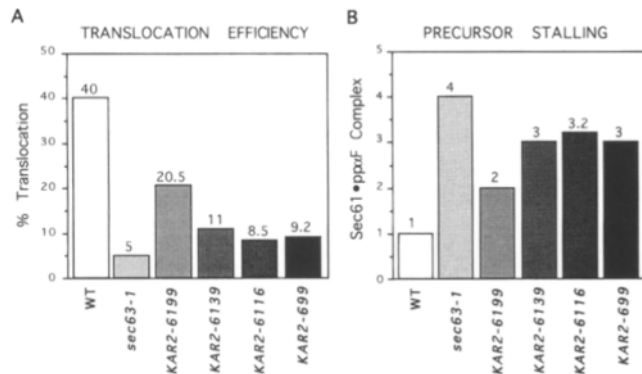 A
TRANSLOCATION EFFICIENCY
% Translocation
50
40
30
20
10
0
40
5
20.5
11
8.5
9.2
WT
sec63-1
KAR2-6199
KAR2-6139
KAR2-6116
KAR2-699
B
PRECURSOR STALLING
Sec61•ppαF Complex
5
4
3
2
1
0
1
4
2
3
3.2
3
WT
sec63-1
KAR2-6199
KAR2-6139
KAR2-6116
KAR2-699